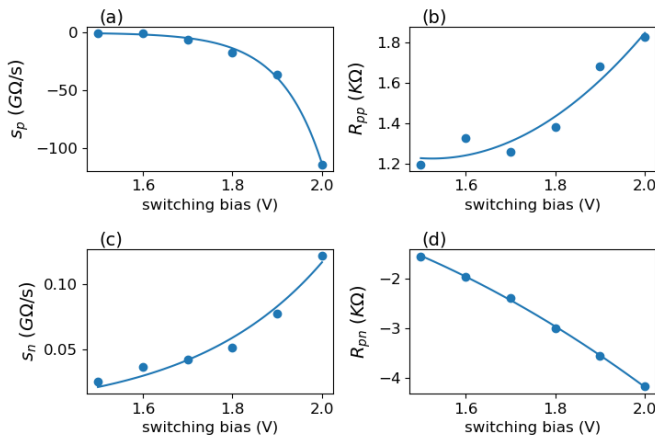 (a)
0
−50
−100
s_p (GΩ/s)
1.6 1.8 2.0
switching bias (V)
(b)
1.8
1.6
1.4
1.2
R_pp (KΩ)
1.6 1.8 2.0
switching bias (V)
(c)
0.10
0.05
s_n (GΩ/s)
1.6 1.8 2.0
switching bias (V)
(d)
−2
−3
−4
R_pn (KΩ)
1.6 1.8 2.0
switching bias (V)